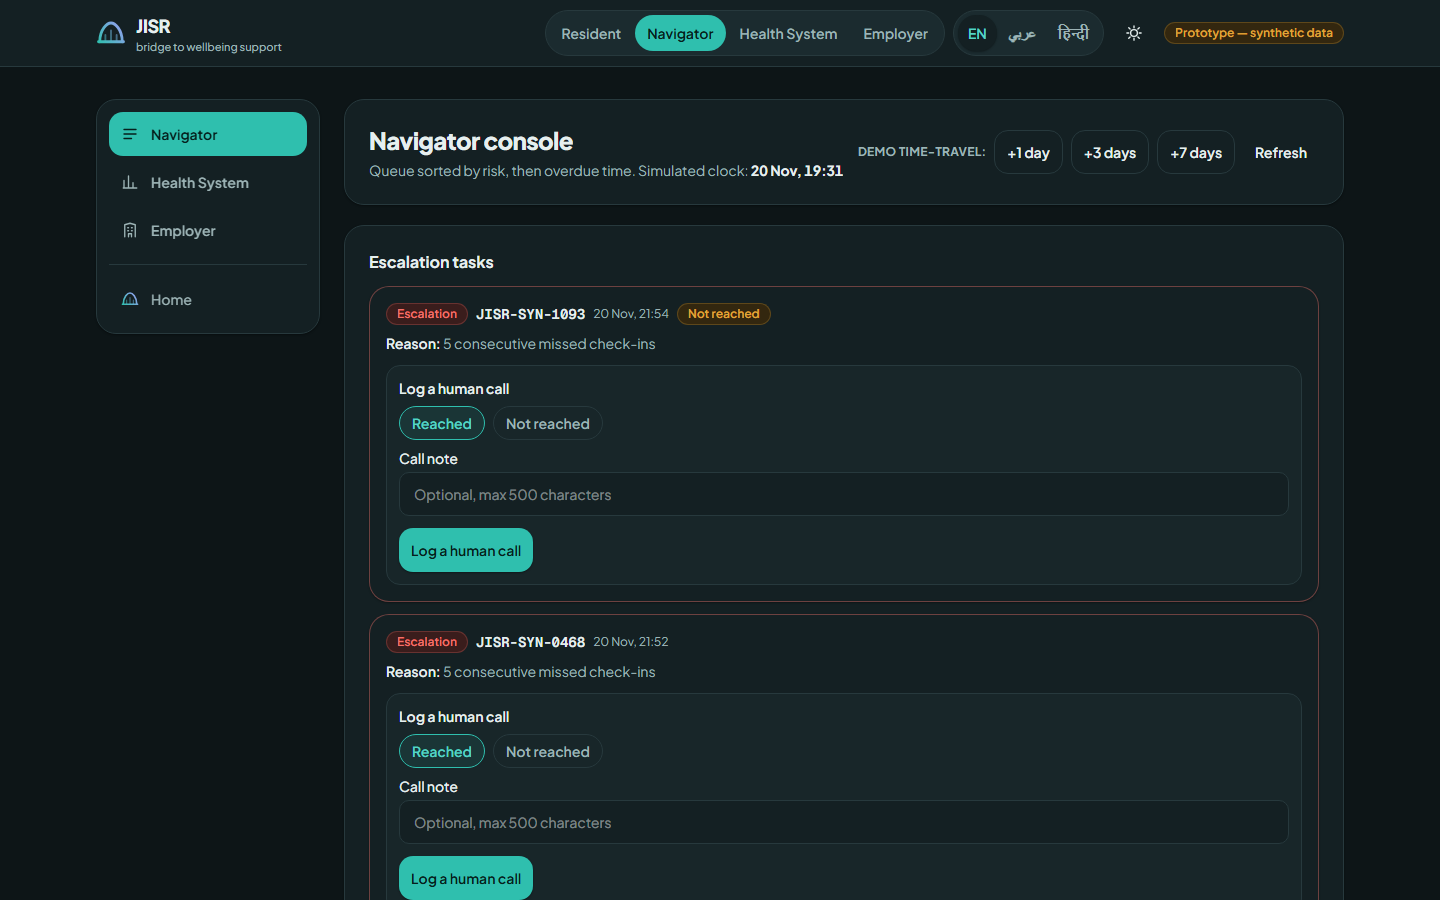 JISR
bridge to wellbeing support
Resident
Navigator
Health System
Employer
EN
عربي
हिन्दी
Prototype — synthetic data
Navigator
Health System
Employer
Home
Navigator console
Queue sorted by risk, then overdue time. Simulated clock: 20 Nov, 19:31
DEMO TIME-TRAVEL:
+1 day
+3 days
+7 days
Refresh
Escalation tasks
Escalation JISR-SYN-1093 20 Nov, 21:54 Not reached
Reason: 5 consecutive missed check-ins
Log a human call
Reached
Not reached
Call note
Optional, max 500 characters
Log a human call
Escalation JISR-SYN-0468 20 Nov, 21:52
Reason: 5 consecutive missed check-ins
Log a human call
Reached
Not reached
Call note
Optional, max 500 characters
Log a human call